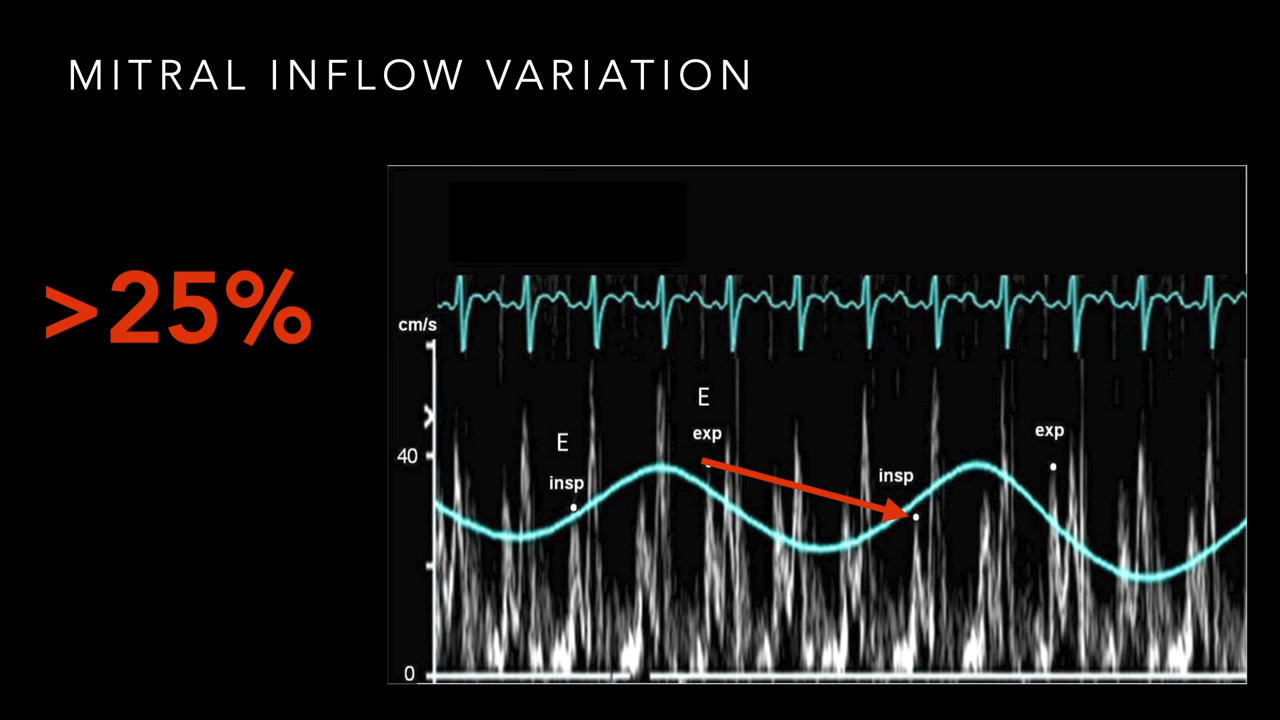 MITRAL INFLOW VARIATION
>25%
cm/s
E
exp
E
insp
40
insp
exp
0